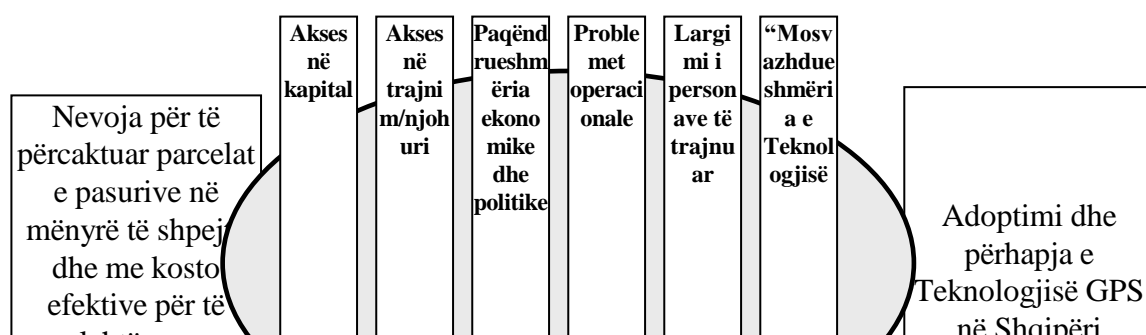 Akses
në
kapital
Akses
në
trajni
m/njoh
uri
Paqënd
rueshm
ëria
ekono
mike
dhe
politike
Proble
met
operaci
onale
Largi
mi i
person
ave të
trajnu
ar
“Mosv
azhdue
shmëri
a e
Teknol
ogjisë
Nevoja për të
përcaktuar parcelat
e pasurive në
mënyrë të shpej
dhe me kosto
efektive për të
Adoptimi dhe
përhapja e
Teknologjisë GPS
në Shqipëri